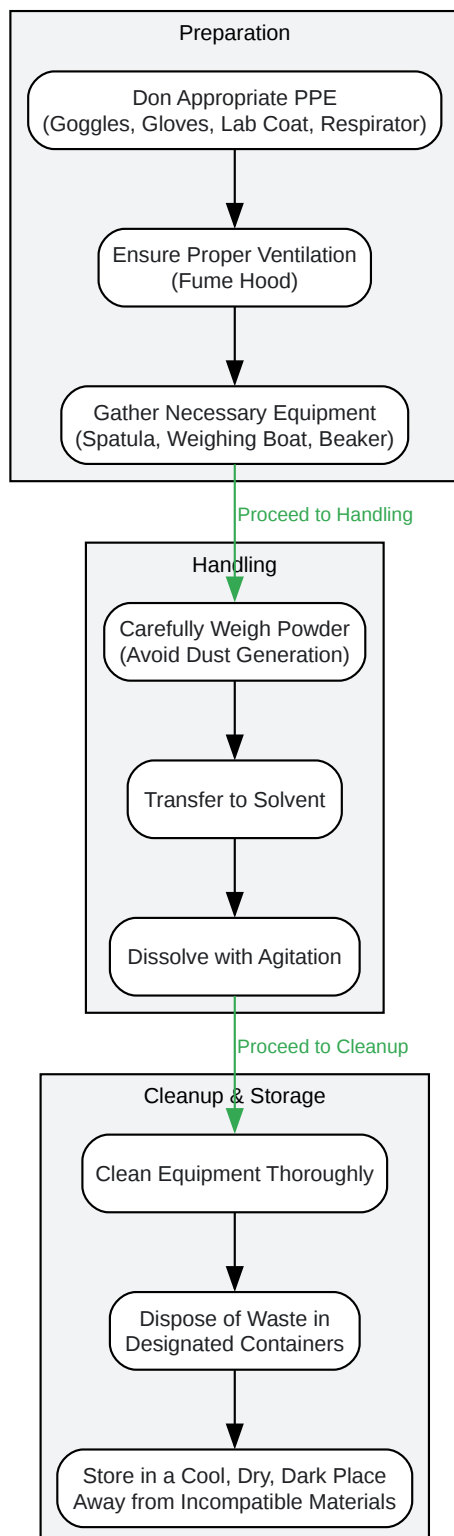 Preparation
Don Appropriate PPE
(Goggles, Gloves, Lab Coat, Respirator)
Ensure Proper Ventilation
(Fume Hood)
Gather Necessary Equipment
(Spatula, Weighing Boat, Beaker)
Proceed to Handling
Handling
Carefully Weigh Powder
(Avoid Dust Generation)
Transfer to Solvent
Dissolve with Agitation
Proceed to Cleanup
Cleanup & Storage
Clean Equipment Thoroughly
Dispose of Waste in
Designated Containers
Store in a Cool, Dry, Dark Place
Away from Incompatible Materials